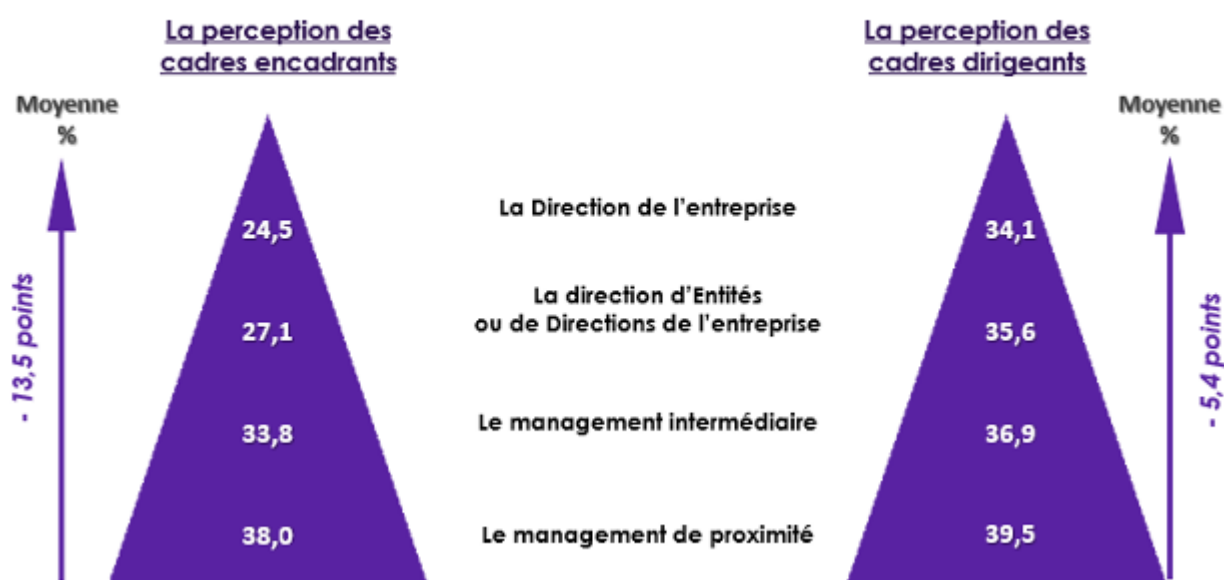 La perception des
cadres encadrants
La perception des
cadres dirigeants
Moyenne
%
Moyenne
%
La Direction de l'entreprise
24,5
34,1
La direction d'Entités
ou de Directions de l'entreprise
27,1
35,6
- 13,5 points
- 5,4 points
Le management intermédiaire
33,8
36,9
Le management de proximité
38,0
39,5